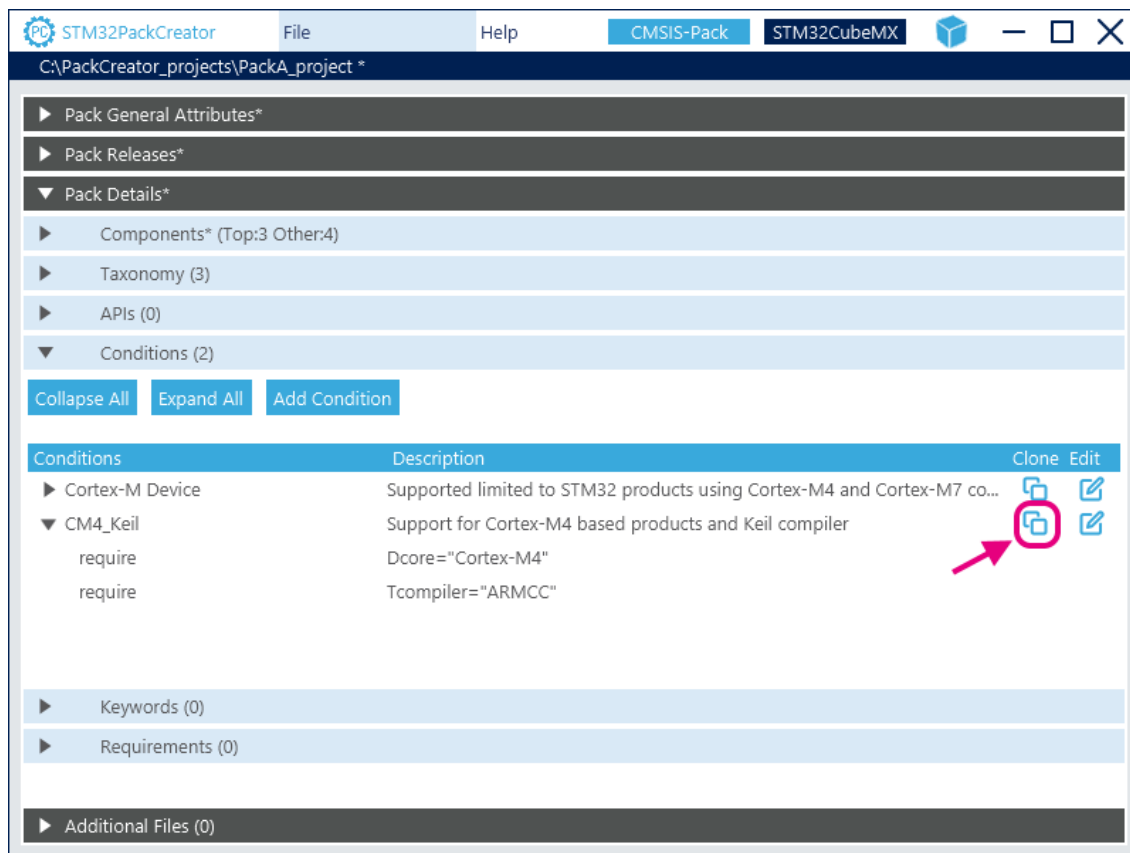 PC STM32PackCreator File Help CMSIS-Pack STM32CubeMX
C:\PackCreator_projects\PackA_project *
Pack General Attributes*
Pack Releases*
Pack Details*
Components* (Top:3 Other:4)
Taxonomy (3)
APIs (0)
Conditions (2)
Collapse All Expand All Add Condition
Conditions Description Clone Edit
Cortex-M Device Supported limited to STM32 products using Cortex-M4 and Cortex-M7 co...
CM4_Keil Support for Cortex-M4 based products and Keil compiler
require Dcore="Cortex-M4"
require Tcompiler="ARMCC"
Keywords (0)
Requirements (0)
Additional Files (0)